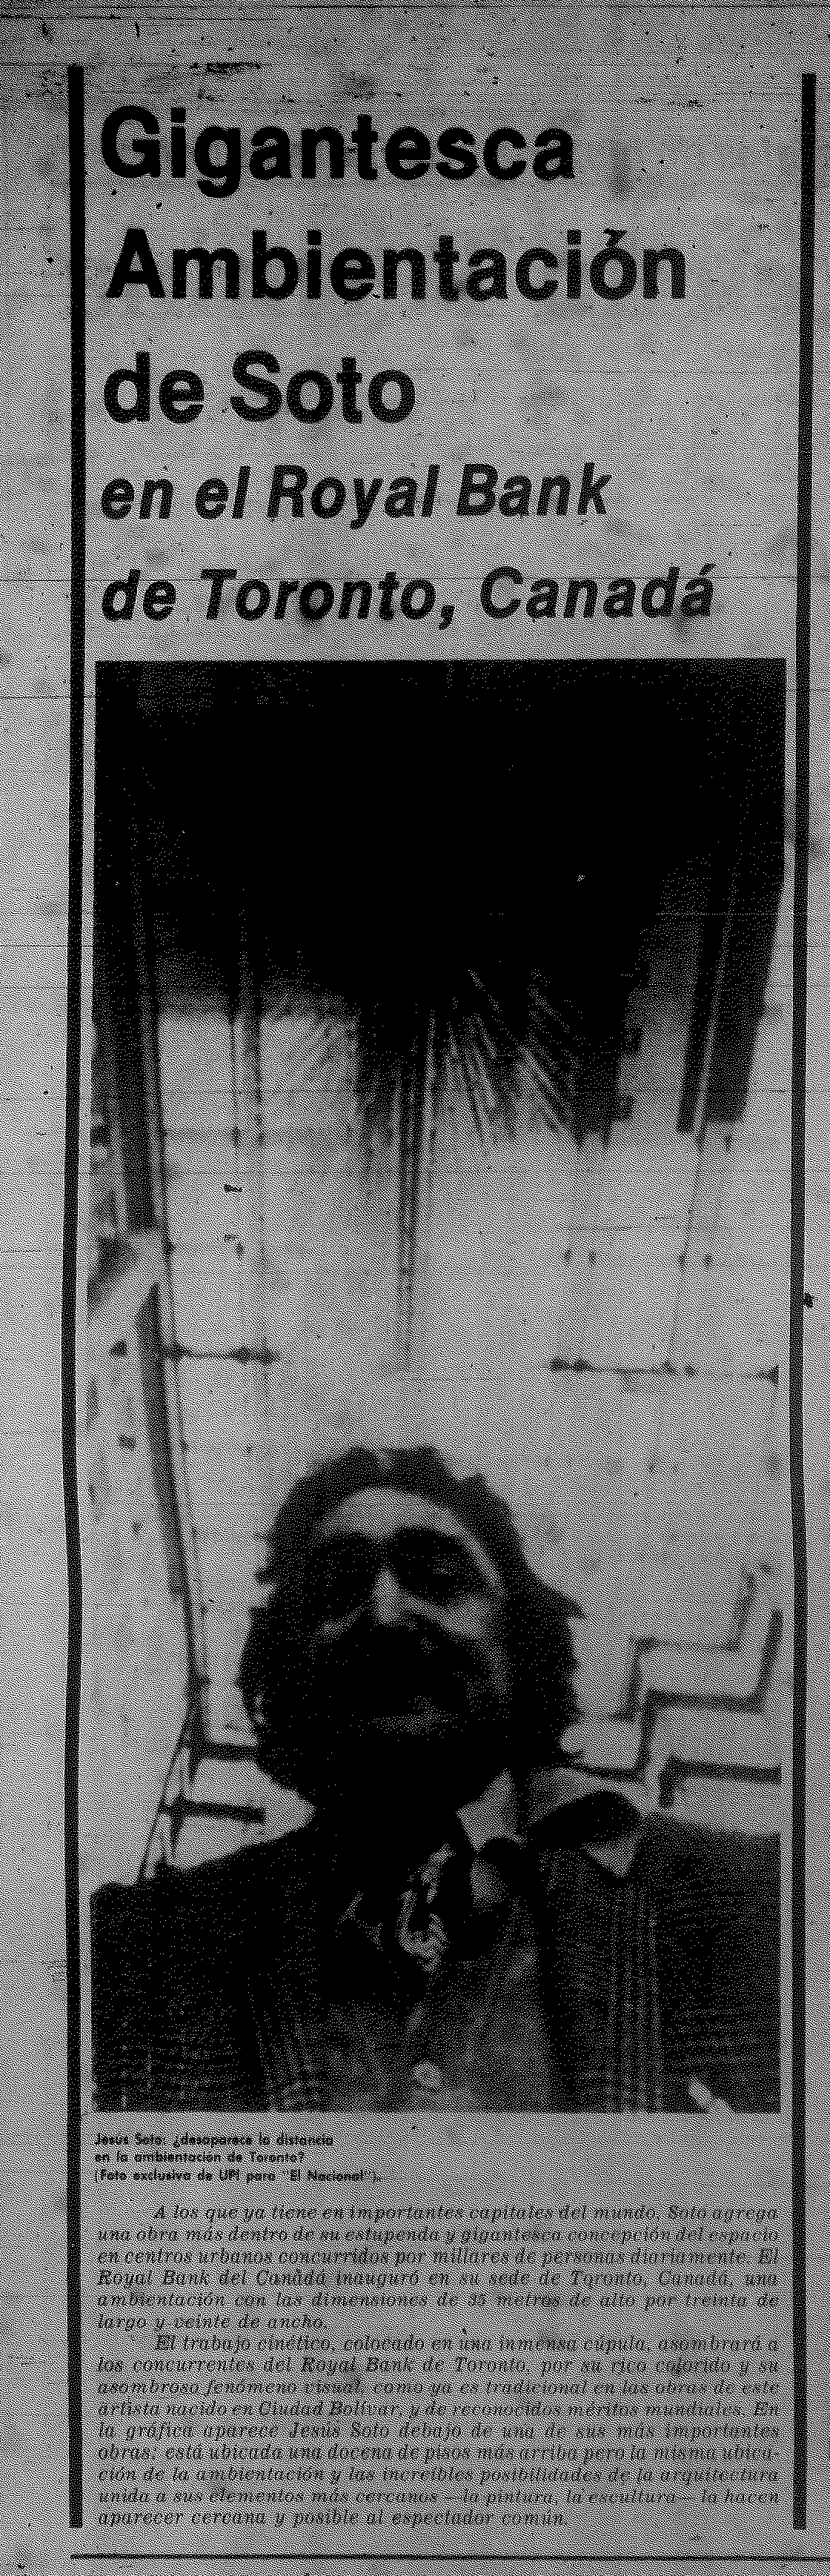 Gigantesca
Ambientación
de Soto
en el Royal Bank
de Toronto, Canadá
Jesús Soto: ¿desaparece la distancia
en la ambientación de Toronto?
(Foto exclusiva de UPI para "El Nacional").
A los que ya tiene en importantes capitales del mundo, Soto agrega
una obra más dentro de su estupenda y gigantesca concepción del espacio
en centros urbanos concurridos por millares de personas diariamente. El
Royal Bank del Canadá inauguró en su sede de Toronto, Canadá, una
ambientación con las dimensiones de 35 metros de alto por treinta de
largo y veinte de ancho.
El trabajo cinético, colocado en una inmensa cúpula, asombrará a
los concurrentes del Royal Bank de Toronto, por su rico colorido y su
asombroso fenómeno visual, como ya es tradicional en las obras de este
artista nacido en Ciudad Bolívar, y de reconocidos méritos mundiales. En
la gráfica aparece Jesús Soto debajo de una de sus más importantes
obras: está ubicada una docena de pisos más arriba pero la misma ubica-
ción de la ambientación y las increíbles posibilidades de la arquitectura
unida a sus elementos más cercanos —la pintura, la escultura— la hacen
aparecer cercana y posible al espectador común.